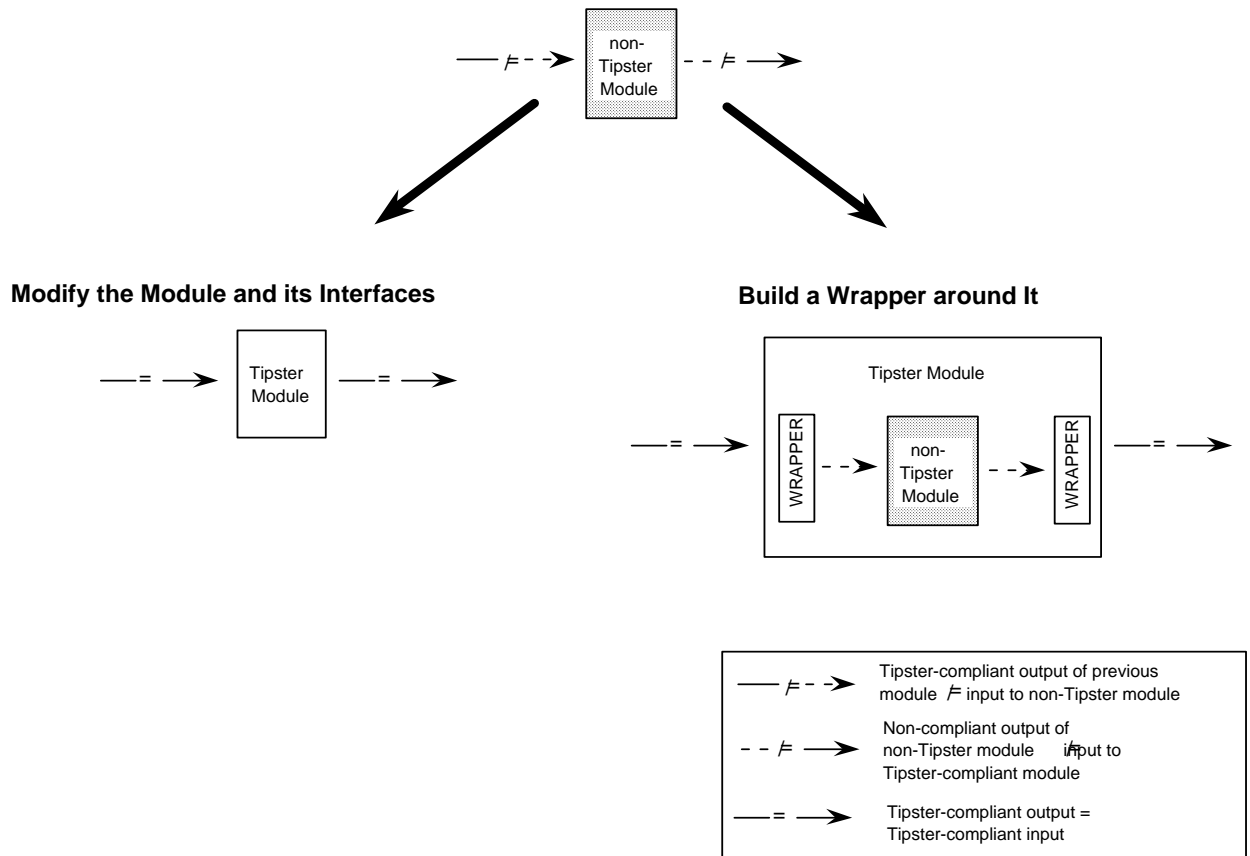 non-
Tipster
Module
≠
≠
Modify the Module and its Interfaces
=
Tipster
Module
=
Build a Wrapper around It
Tipster Module
=
WRAPPER
non-
Tipster
Module
WRAPPER
=
≠
Tipster-compliant output of previous
module ≠ input to non-Tipster module
≠
Non-compliant output of
non-Tipster module ≠ input to
Tipster-compliant module
=
Tipster-compliant output =
Tipster-compliant input